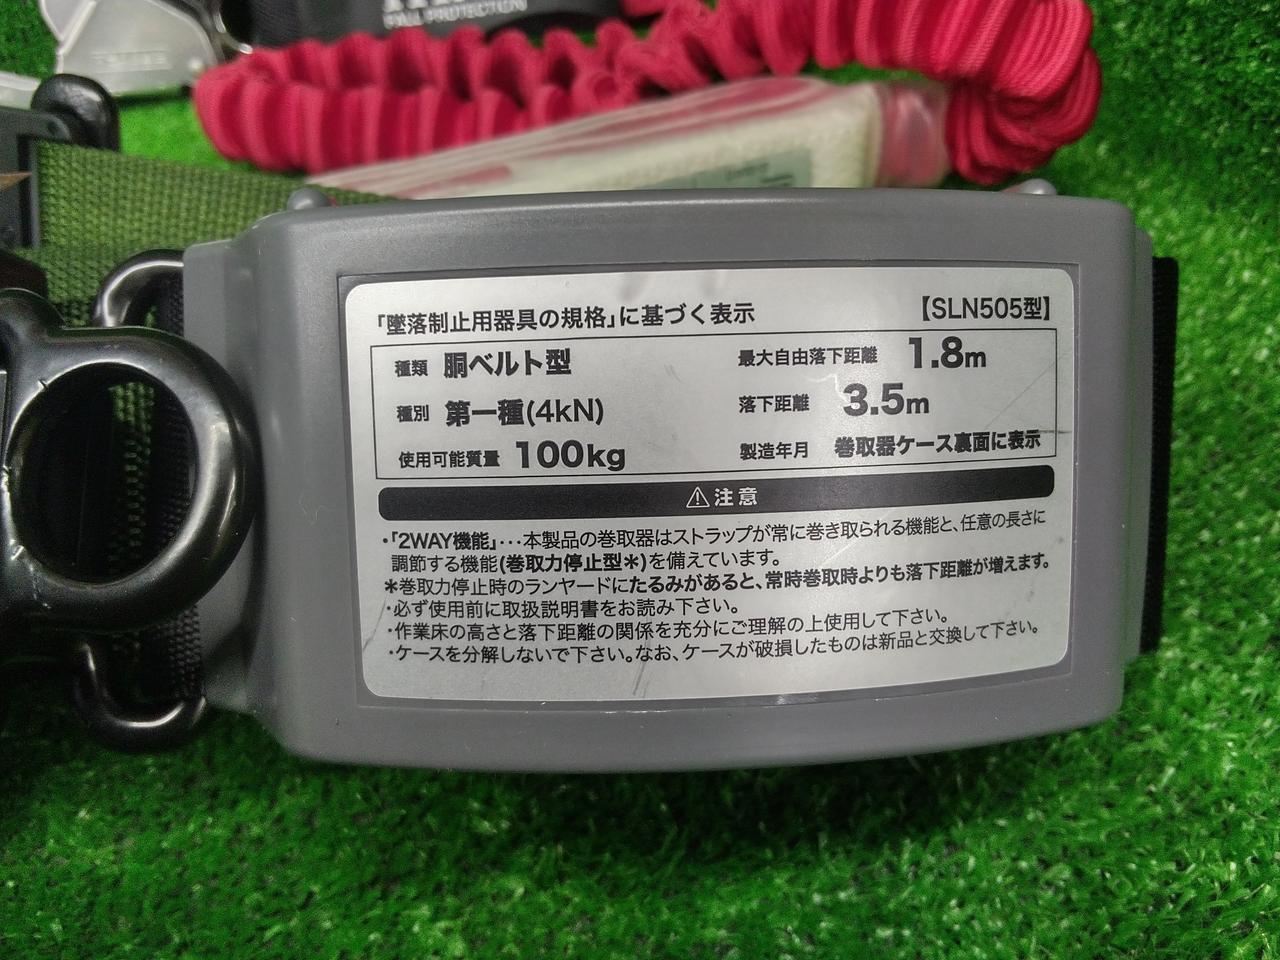 FALL PROTECTION
「墜落制止用器具の規格」に基づく表示 【SLN505型】
種類 胴ベルト型 最大自由落下距離 1.8m
種別 第一種(4kN) 落下距離 3.5m
使用可能質量 100kg 製造年月 巻取器ケース裏面に表示
⚠注意
・「2WAY機能」･･･本製品の巻取器はストラップが常に巻き取られる機能と、任意の長さに
調節する機能(巻取力停止型＊)を備えています。
＊巻取力停止時のランヤードにたるみがあると、常時巻取時よりも落下距離が増えます。
・必ず使用前に取扱説明書をお読み下さい。
・作業床の高さと落下距離の関係を充分にご理解の上使用して下さい。
・ケースを分解しないで下さい。なお、ケースが破損したものは新品と交換して下さい。